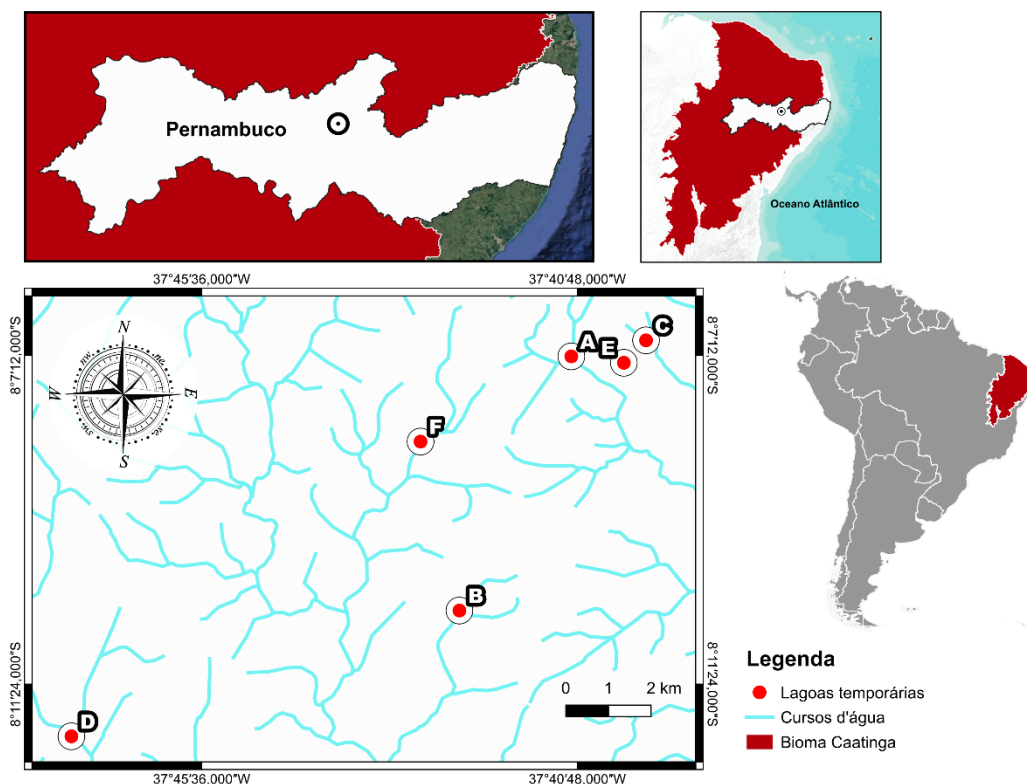 Pernambuco
Oceano Atlântico
37°45'36,000"W
37°40'48,000"W
8°7'12,000"S
8°7'12,000"S
N
W
E
S
A
E
C
F
B
D
8°11'24,000"S
8°11'24,000"S
0 1 2 km
37°45'36,000"W
37°40'48,000"W
Legenda
Lagoas temporárias
Cursos d'água
Bioma Caatinga